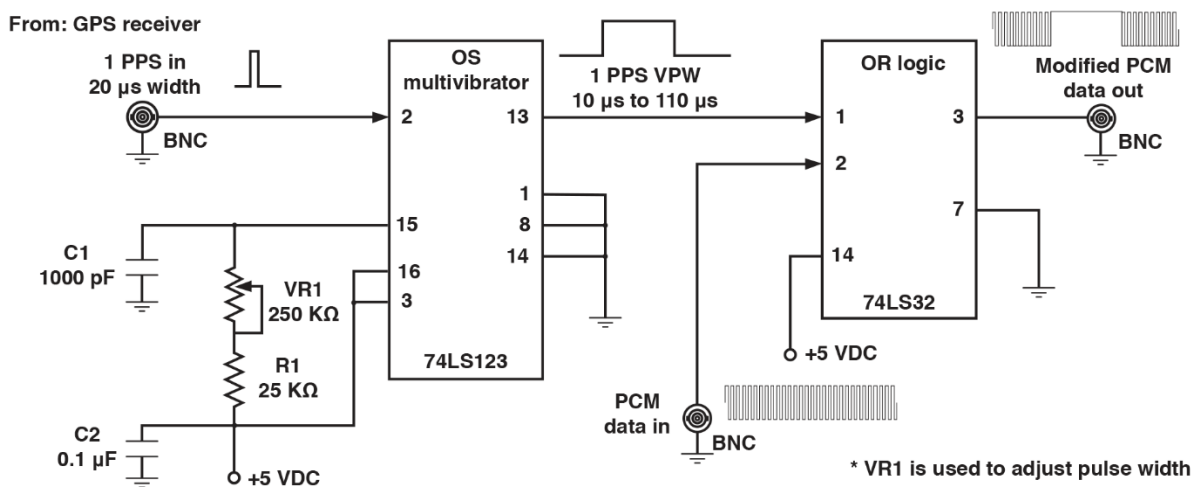 From: GPS receiver
1 PPS in
20 µs width
BNC
OS
multivibrator
2
13
1
15
8
14
16
3
74LS123
1 PPS VPW
10 µs to 110 µs
OR logic
1
3
2
7
14
74LS32
Modified PCM
data out
BNC
C1
1000 pF
VR1
250 KΩ
R1
25 KΩ
C2
0.1 µF
+5 VDC
+5 VDC
PCM
data in
BNC
* VR1 is used to adjust pulse width